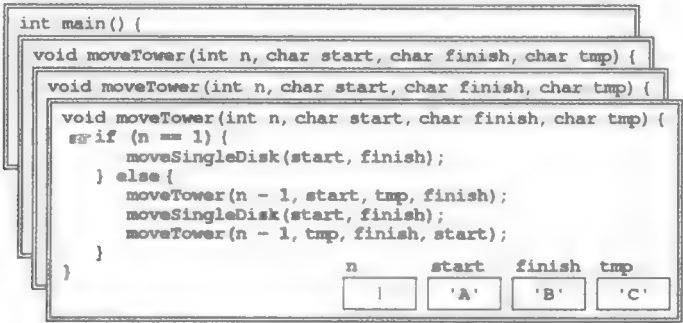 int main() {
void moveTower(int n, char start, char finish, char tmp) {
void moveTower(int n, char start, char finish, char tmp) {
void moveTower(int n, char start, char finish, char tmp) {
☞ if (n == 1) {
moveSingleDisk(start, finish);
} else {
moveTower(n - 1, start, tmp, finish);
moveSingleDisk(start, finish);
moveTower(n - 1, tmp, finish, start);
}
}
n start finish tmp
1 'A' 'B' 'C'